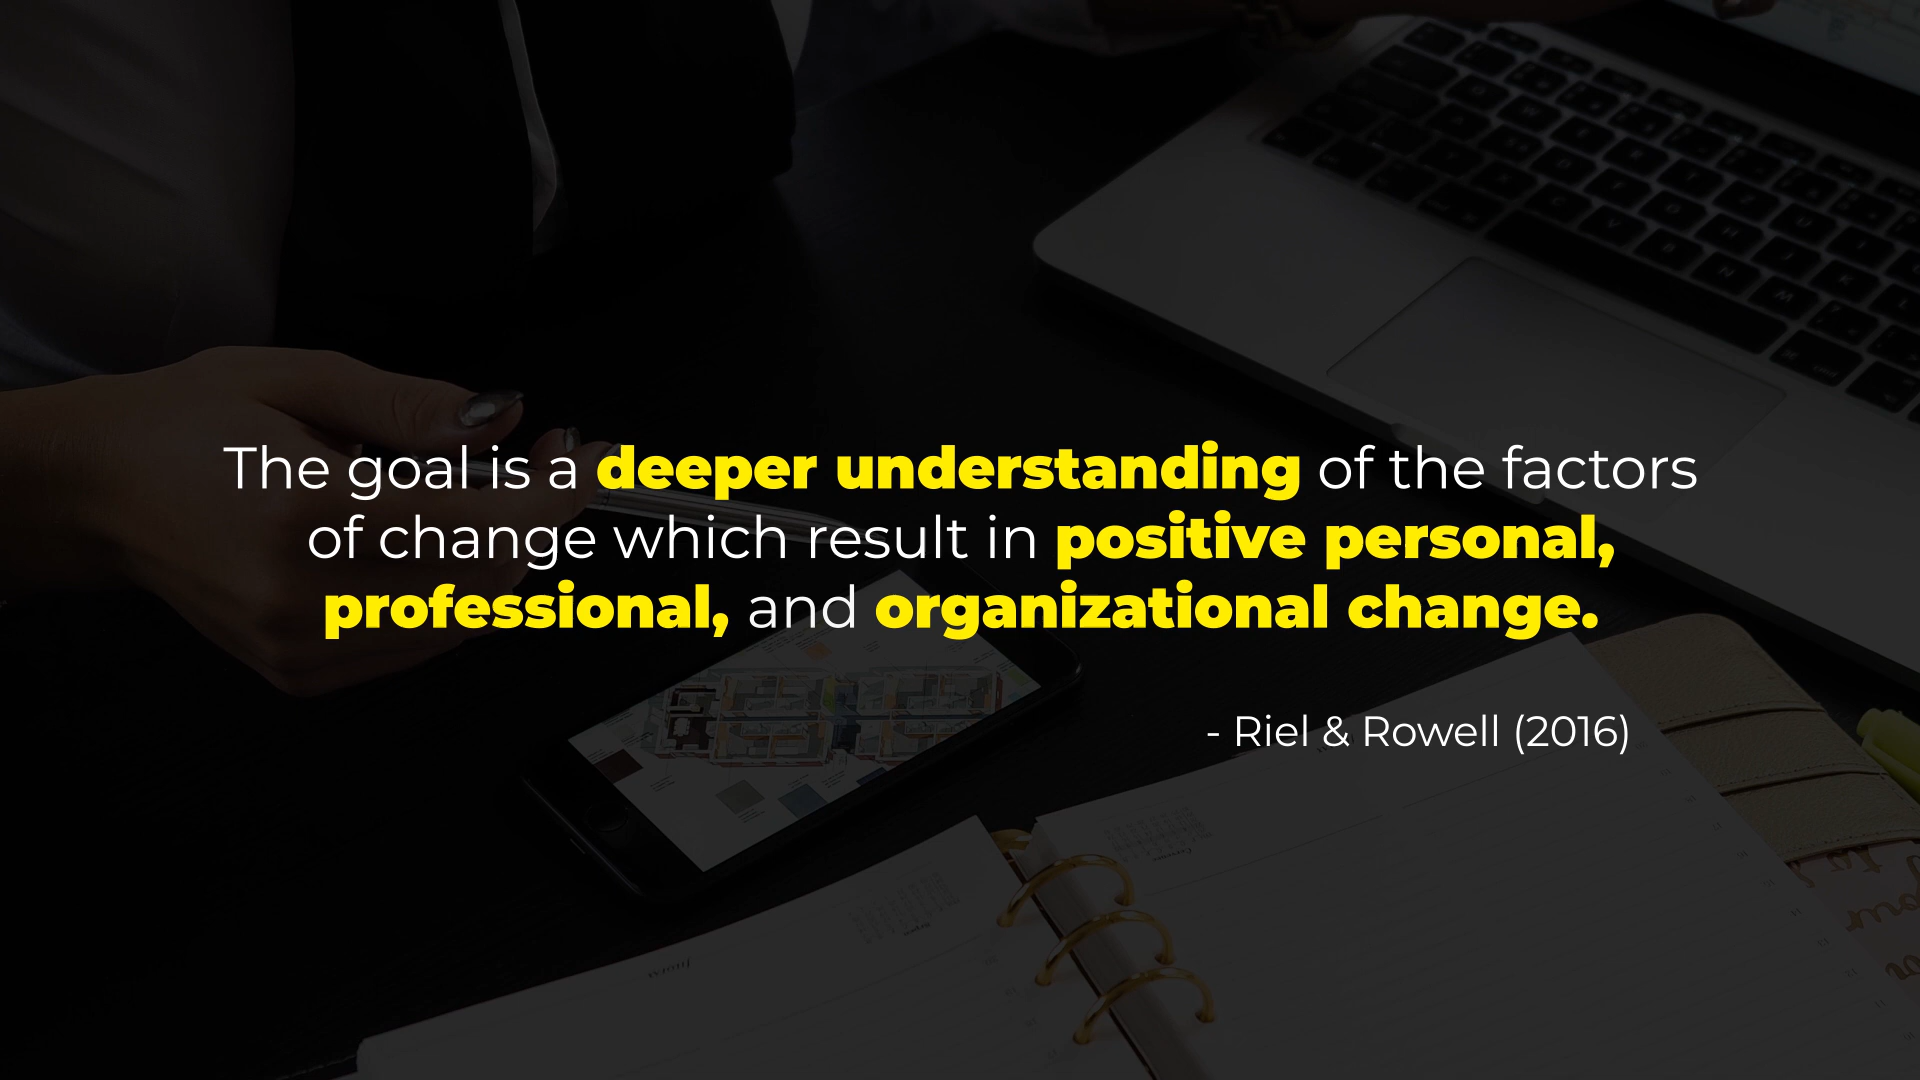 The goal is a deeper understanding of the factors
of change which result in positive personal,
professional, and organizational change.
- Riel & Rowell (2016)